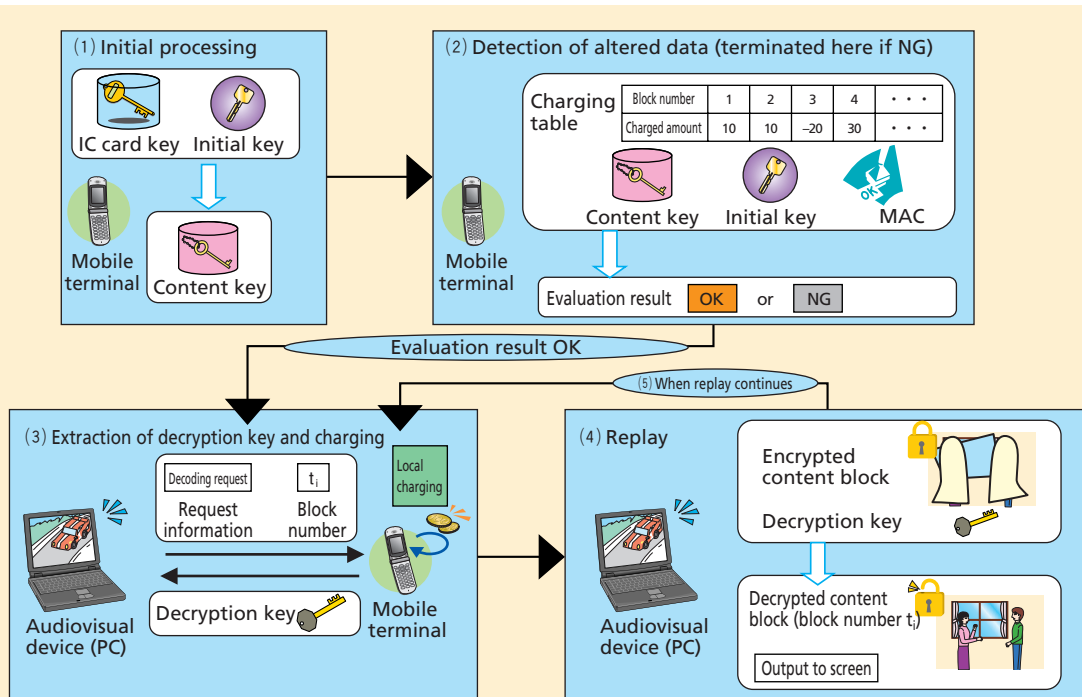 (1) Initial processing
IC card key Initial key
Mobile
terminal
Content key
(2) Detection of altered data (terminated here if NG)
Charging
table
Block number 1 2 3 4 ・・・
Charged amount 10 10 –20 30 ・・・
Content key Initial key MAC
OK
Mobile
terminal
Evaluation result OK or NG
Evaluation result OK
(5) When replay continues
(3) Extraction of decryption key and charging
Decoding request ti
Request
information
Block
number
Local
charging
Decryption key
Audiovisual
device (PC)
Mobile
terminal
(4) Replay
Encrypted
content block
Decryption key
Decrypted content
block (block number ti)
Output to screen
Audiovisual
device (PC)